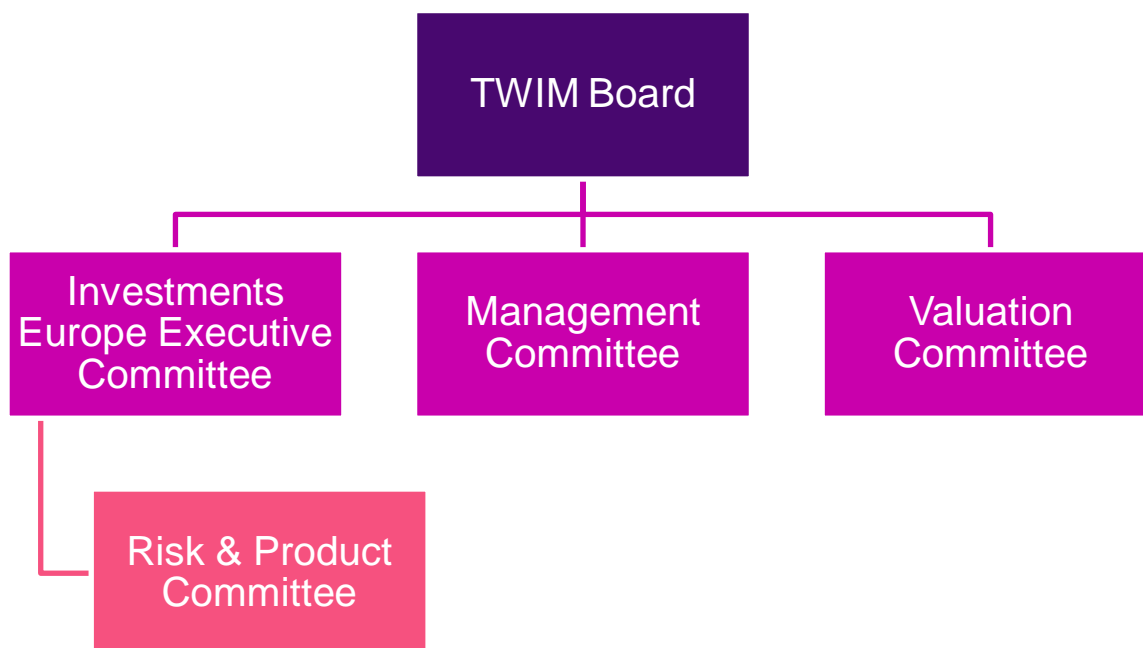 TWIM Board
Investments
Europe Executive
Committee
Management
Committee
Valuation
Committee
Risk & Product
Committee